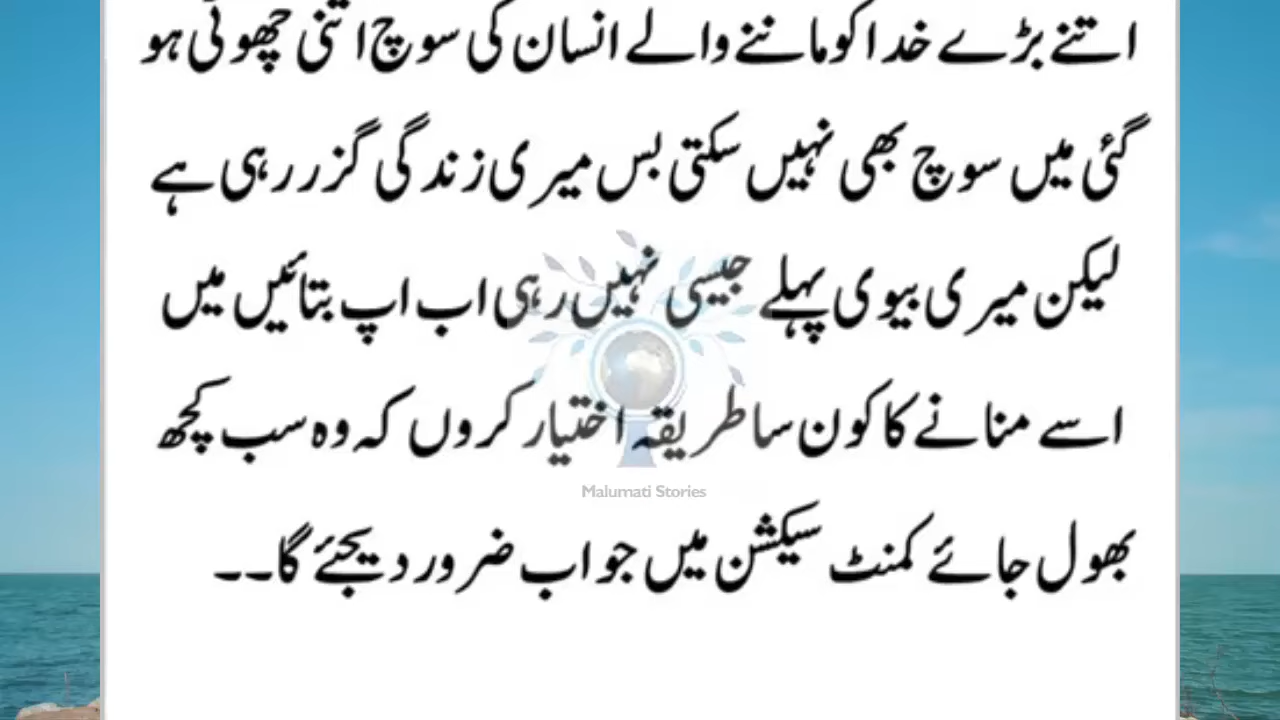 اتنے بڑے خدا کو ماننے والے انسان کی سوچ اتنی چھوٹی ہو
گئی میں سوچ بھی نہیں سکتی بس میری زندگی گزر رہی ہے
لیکن میری بیوی پہلے جیسی نہیں رہی اب اپ بتائیں میں
اسے منانے کا کون سا طریقہ اختیار کروں کہ وہ سب کچھ
Malumati Stories
بھول جائے کمنٹ سیکشن میں جواب ضرور دیجئے گا۔۔